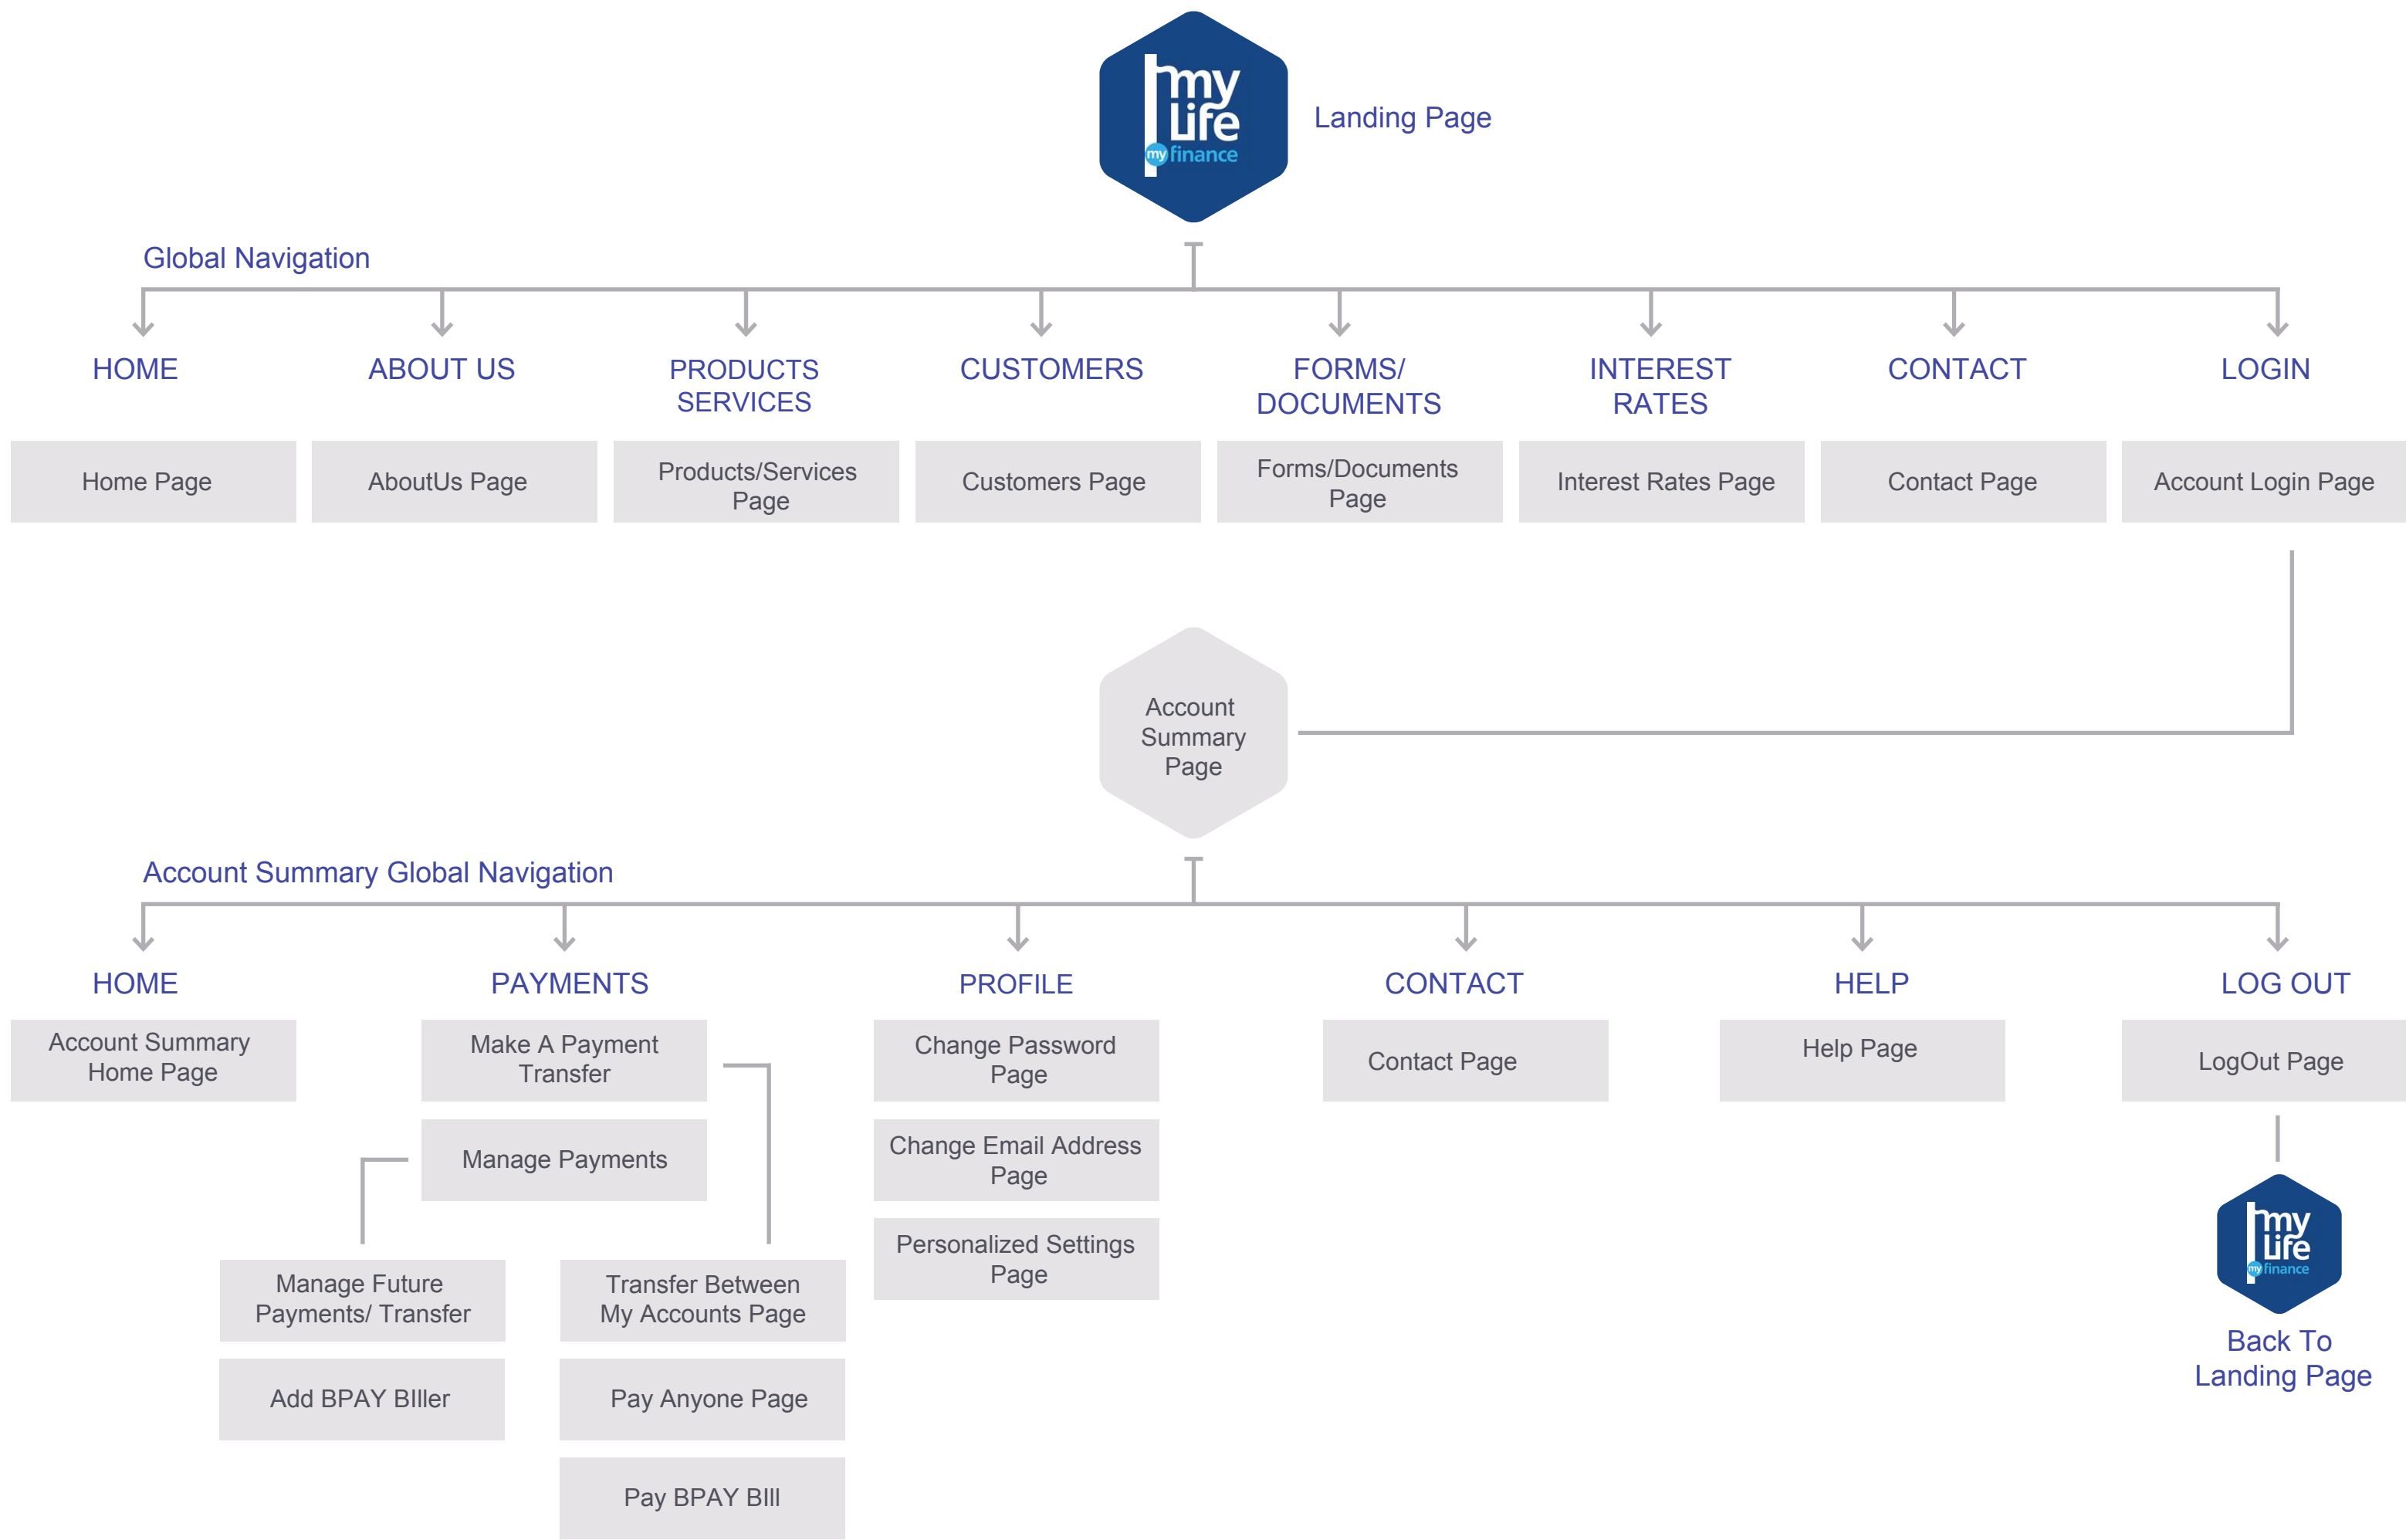 my
Life
my finance
Landing Page
Global Navigation
HOME
ABOUT US
PRODUCTS
SERVICES
CUSTOMERS
FORMS/
DOCUMENTS
INTEREST
RATES
CONTACT
LOGIN
Home Page
AboutUs Page
Products/Services
Page
Customers Page
Forms/Documents
Page
Interest Rates Page
Contact Page
Account Login Page
Account
Summary
Page
Account Summary Global Navigation
HOME
PAYMENTS
PROFILE
CONTACT
HELP
LOG OUT
Account Summary
Home Page
Make A Payment
Transfer
Manage Payments
Manage Future
Payments/ Transfer
Add BPAY BIller
Transfer Between
My Accounts Page
Pay Anyone Page
Pay BPAY BIll
Change Password
Page
Change Email Address
Page
Personalized Settings
Page
Contact Page
Help Page
LogOut Page
my
Life
my finance
Back To
Landing Page